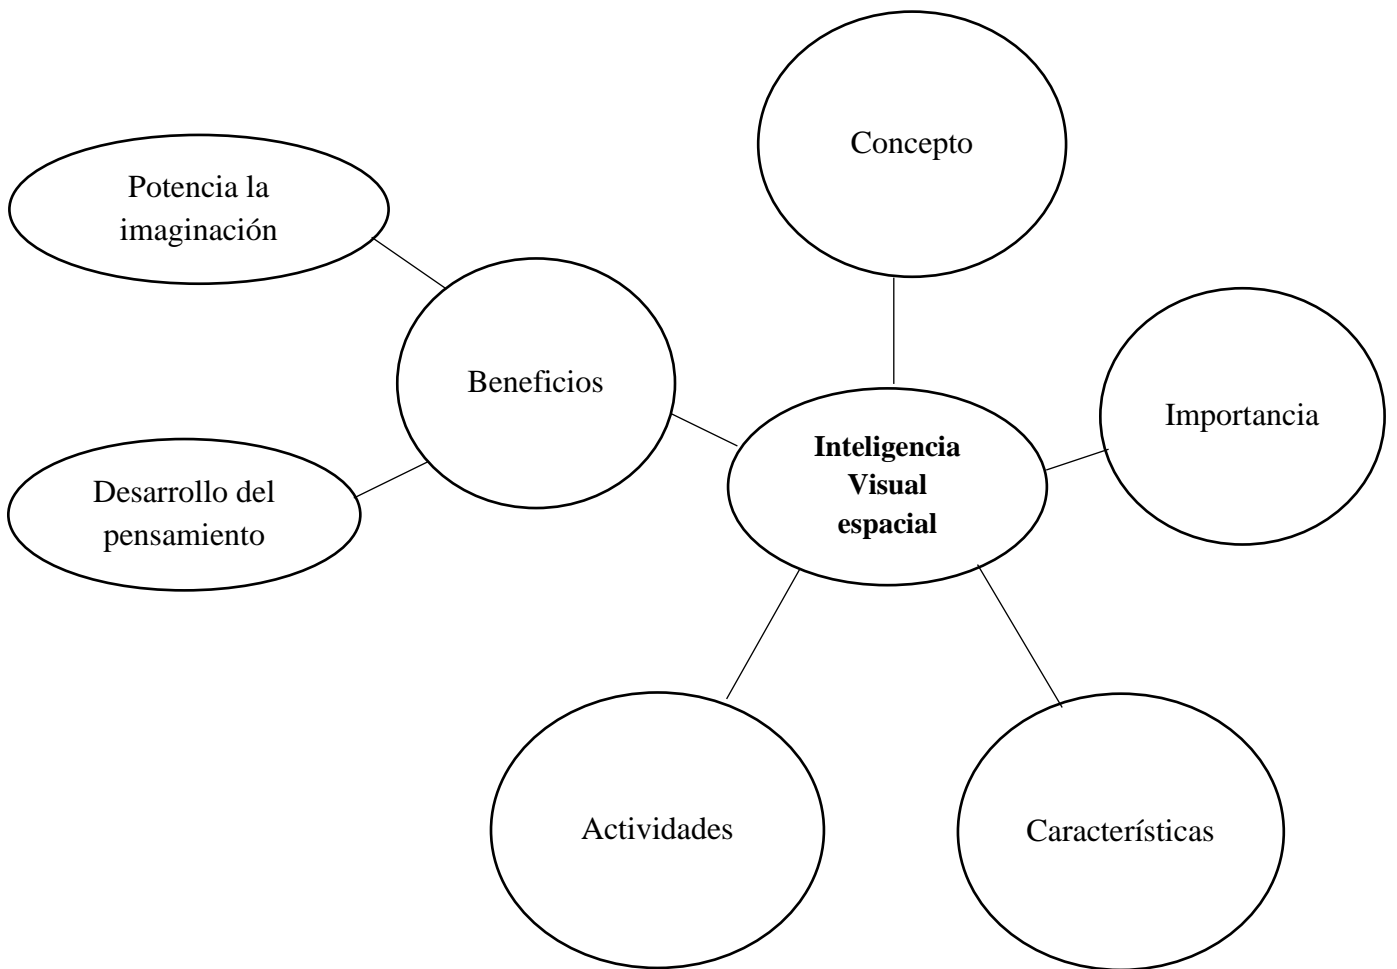 Concepto
Potencia la
imaginación
Beneficios
Importancia
Inteligencia
Visual
espacial
Desarrollo del
pensamiento
Actividades
Características